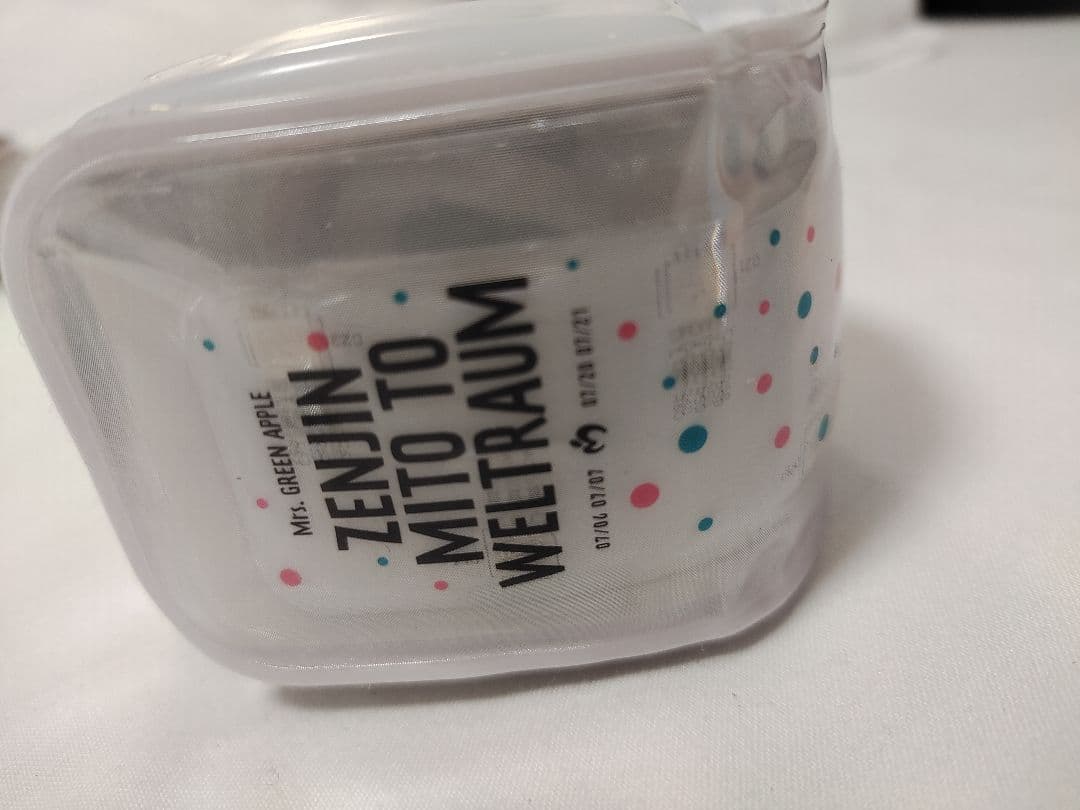 Mrs. GREEN APPLE
ZENJIN
MITO TO
WELTRAUM
07/06 07/07 07/20 07/21